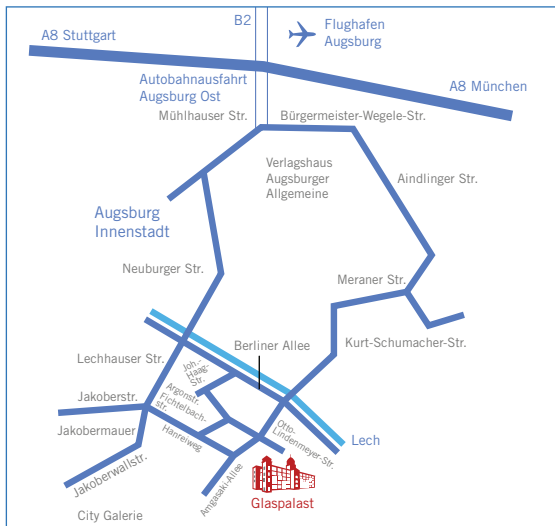 B2
Flughafen
Augsburg
A8 Stuttgart
Autobahnausfahrt
Augsburg Ost
A8 München
Mühlhauser Str.
Bürgermeister-Wegele-Str.
Verlagshaus
Augsburger
Allgemeine
Aindlinger Str.
Augsburg
Innenstadt
Neuburger Str.
Meraner Str.
Berliner Allee
Kurt-Schumacher-Str.
Lechhauser Str.
Joh.-
Haag-
Str.
Argonstr.
Fichtelbach-
str.
Jakoberstr.
Jakobermauer
Hanreiweg
Otto-
Lindenmeyer-Str.
Lech
Jakoberwallstr.
Amgasaki-Allee
Glaspalast
City Galerie